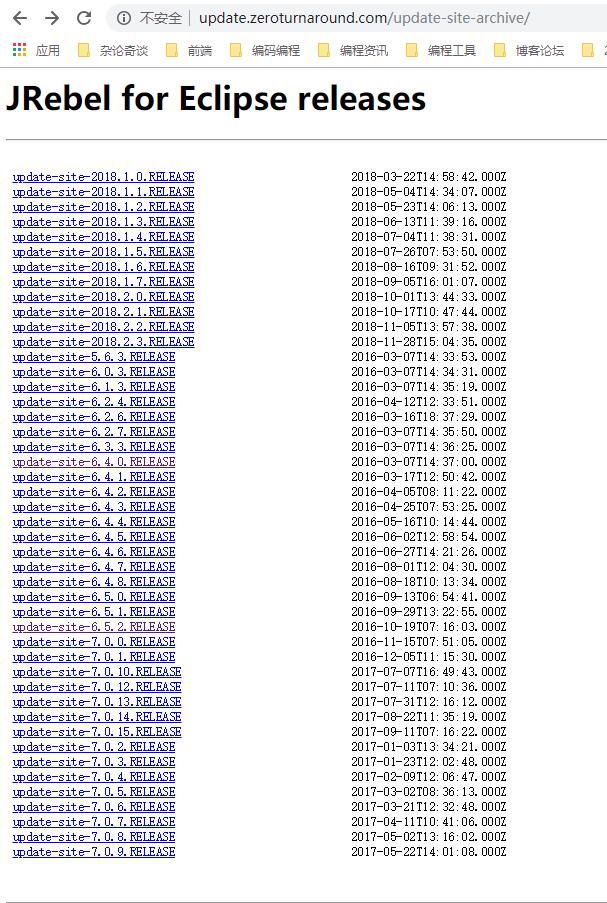 不安全 | update.zeroturnaround.com/update-site-archive/
应用 杂论奇谈 前端 编码编程 编程资讯 编程工具 博客论坛
JRebel for Eclipse releases
update-site-2018.1.0.RELEASE 2018-03-22T14:58:42.000Z
update-site-2018.1.1.RELEASE 2018-05-04T14:34:07.000Z
update-site-2018.1.2.RELEASE 2018-05-23T14:06:13.000Z
update-site-2018.1.3.RELEASE 2018-06-13T11:39:16.000Z
update-site-2018.1.4.RELEASE 2018-07-04T11:38:31.000Z
update-site-2018.1.5.RELEASE 2018-07-26T07:53:50.000Z
update-site-2018.1.6.RELEASE 2018-08-16T09:31:52.000Z
update-site-2018.1.7.RELEASE 2018-09-05T16:01:07.000Z
update-site-2018.2.0.RELEASE 2018-10-01T13:44:33.000Z
update-site-2018.2.1.RELEASE 2018-10-17T10:47:44.000Z
update-site-2018.2.2.RELEASE 2018-11-05T13:57:38.000Z
update-site-2018.2.3.RELEASE 2018-11-28T15:04:35.000Z
update-site-5.6.3.RELEASE 2016-03-07T14:33:53.000Z
update-site-6.0.3.RELEASE 2016-03-07T14:34:31.000Z
update-site-6.1.3.RELEASE 2016-03-07T14:35:19.000Z
update-site-6.2.4.RELEASE 2016-04-12T12:33:51.000Z
update-site-6.2.6.RELEASE 2016-03-16T18:37:29.000Z
update-site-6.2.7.RELEASE 2016-03-07T14:35:50.000Z
update-site-6.3.3.RELEASE 2016-03-07T14:36:25.000Z
update-site-6.4.0.RELEASE 2016-03-07T14:37:00.000Z
update-site-6.4.1.RELEASE 2016-03-17T12:50:42.000Z
update-site-6.4.2.RELEASE 2016-04-05T08:11:22.000Z
update-site-6.4.3.RELEASE 2016-04-25T07:53:25.000Z
update-site-6.4.4.RELEASE 2016-05-16T10:14:44.000Z
update-site-6.4.5.RELEASE 2016-06-02T12:58:54.000Z
update-site-6.4.6.RELEASE 2016-06-27T14:21:26.000Z
update-site-6.4.7.RELEASE 2016-08-01T12:04:30.000Z
update-site-6.4.8.RELEASE 2016-08-18T10:13:34.000Z
update-site-6.5.0.RELEASE 2016-09-13T06:54:41.000Z
update-site-6.5.1.RELEASE 2016-09-29T13:22:55.000Z
update-site-6.5.2.RELEASE 2016-10-19T07:16:03.000Z
update-site-7.0.0.RELEASE 2016-11-15T07:51:05.000Z
update-site-7.0.1.RELEASE 2016-12-05T11:15:30.000Z
update-site-7.0.10.RELEASE 2017-07-07T16:49:43.000Z
update-site-7.0.12.RELEASE 2017-07-11T07:10:36.000Z
update-site-7.0.13.RELEASE 2017-07-31T12:16:12.000Z
update-site-7.0.14.RELEASE 2017-08-22T11:35:19.000Z
update-site-7.0.15.RELEASE 2017-09-11T07:16:22.000Z
update-site-7.0.2.RELEASE 2017-01-03T13:34:21.000Z
update-site-7.0.3.RELEASE 2017-01-23T12:02:48.000Z
update-site-7.0.4.RELEASE 2017-02-09T12:06:47.000Z
update-site-7.0.5.RELEASE 2017-03-02T08:36:13.000Z
update-site-7.0.6.RELEASE 2017-03-21T12:32:48.000Z
update-site-7.0.7.RELEASE 2017-04-11T10:41:06.000Z
update-site-7.0.8.RELEASE 2017-05-02T13:16:02.000Z
update-site-7.0.9.RELEASE 2017-05-22T14:01:08.000Z